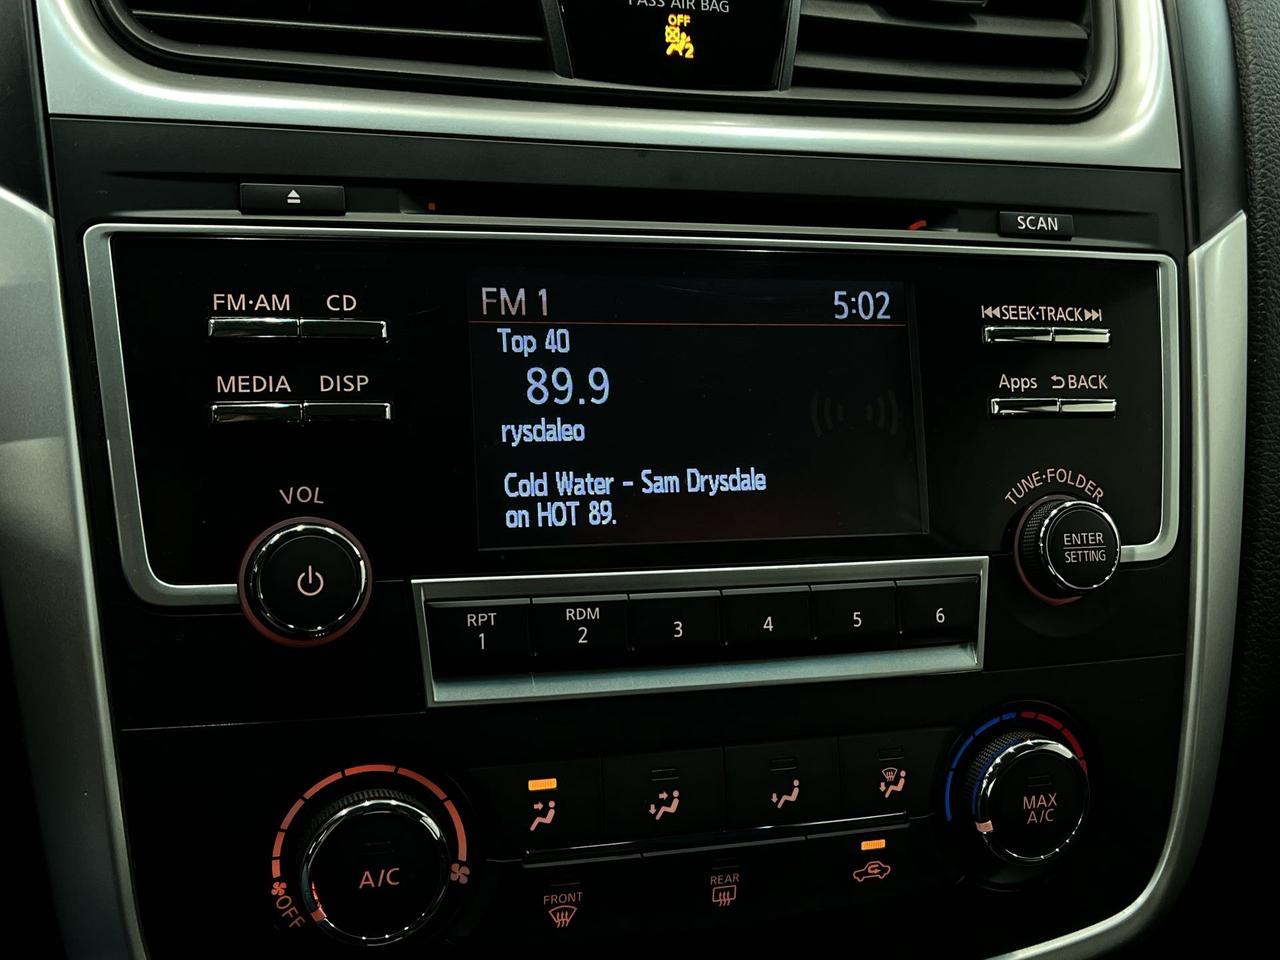 PASS AIR BAG
OFF
2
SCAN
FM·AM CD
MEDIA DISP
VOL
FM 1 5:02
Top 40
89.9
rysdaleo
Cold Water - Sam Drysdale
on HOT 89.
SEEK·TRACK
Apps BACK
TUNE·FOLDER
ENTER
SETTING
RPT
1
RDM
2
3
4
5
6
A/C
OFF
FRONT
REAR
MAX
A/C